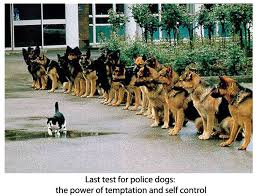 Last test for police dogs:
the power of temptation and self control